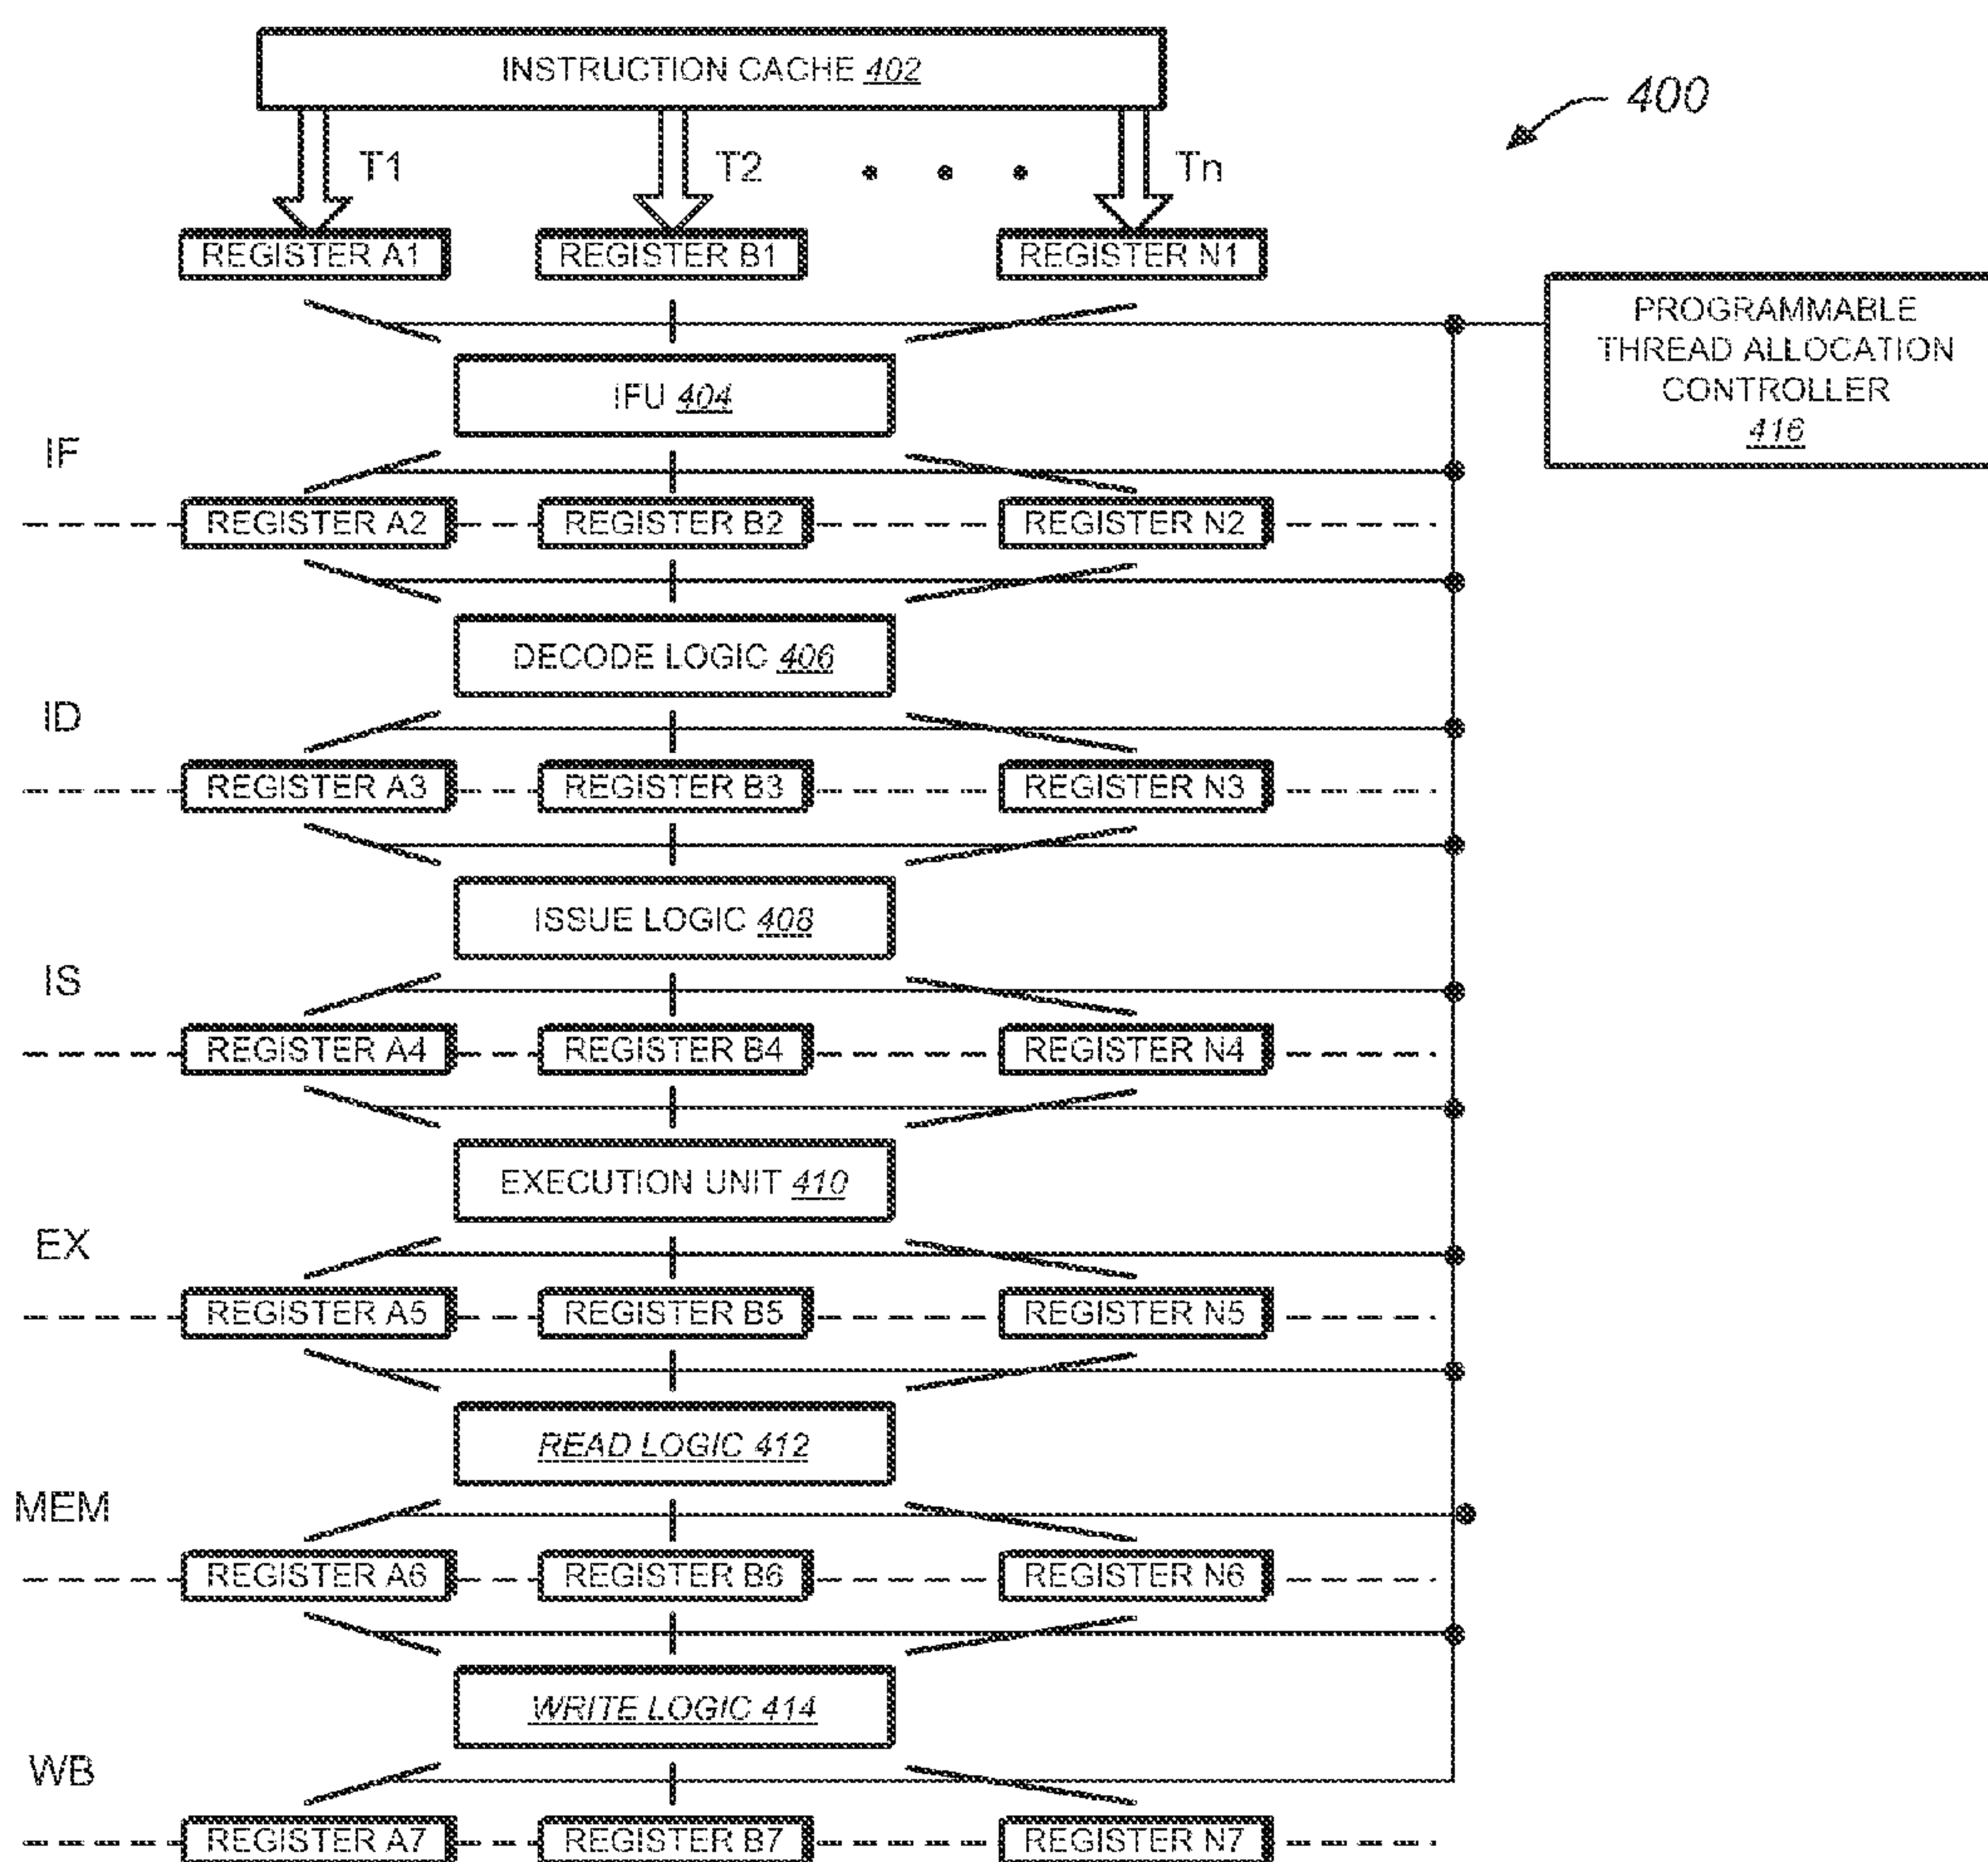 INSTRUCTION CACHE 402
400
T1 T2 Tn
REGISTER A1 REGISTER B1 REGISTER N1
PROGRAMMABLE
THREAD ALLOCATION
CONTROLLER
416
IFU 404
IF
REGISTER A2 REGISTER B2 REGISTER N2
DECODE LOGIC 406
ID
REGISTER A3 REGISTER B3 REGISTER N3
ISSUE LOGIC 408
IS
REGISTER A4 REGISTER B4 REGISTER N4
EXECUTION UNIT 410
EX
REGISTER A5 REGISTER B5 REGISTER N5
READ LOGIC 412
MEM
REGISTER A6 REGISTER B6 REGISTER N6
WRITE LOGIC 414
WB
REGISTER A7 REGISTER B7 REGISTER N7